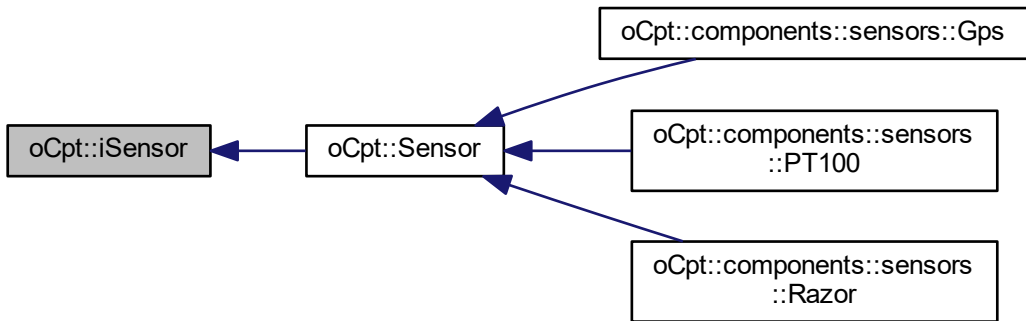 oCpt::iSensor
oCpt::Sensor
oCpt::components::sensors::Gps
oCpt::components::sensors
::PT100
oCpt::components::sensors
::Razor